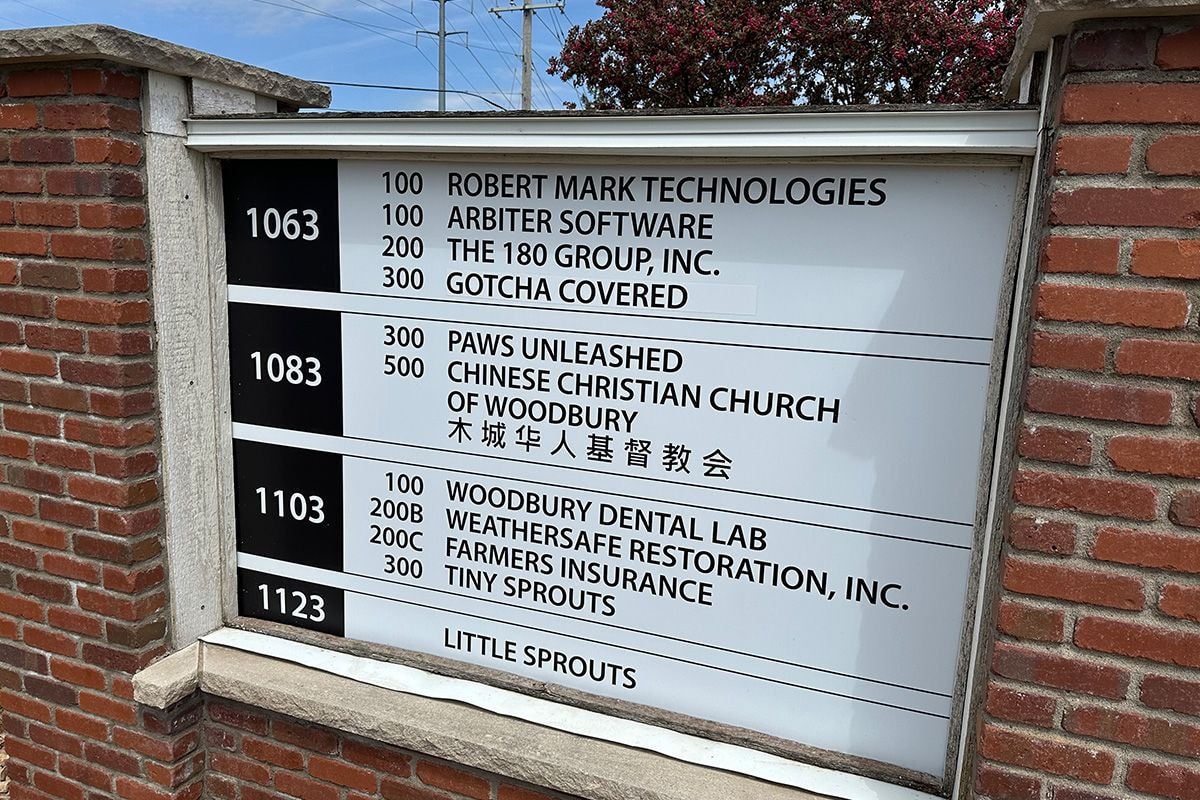 1063
100 ROBERT MARK TECHNOLOGIES
100 ARBITER SOFTWARE
200 THE 180 GROUP, INC.
300 GOTCHA COVERED
1083
300 PAWS UNLEASHED
500 CHINESE CHRISTIAN CHURCH
OF WOODBURY
木城华人基督教会
1103
100 WOODBURY DENTAL LAB
200B WEATHERSAFE RESTORATION, INC.
200C FARMERS INSURANCE
300 TINY SPROUTS
1123
LITTLE SPROUTS